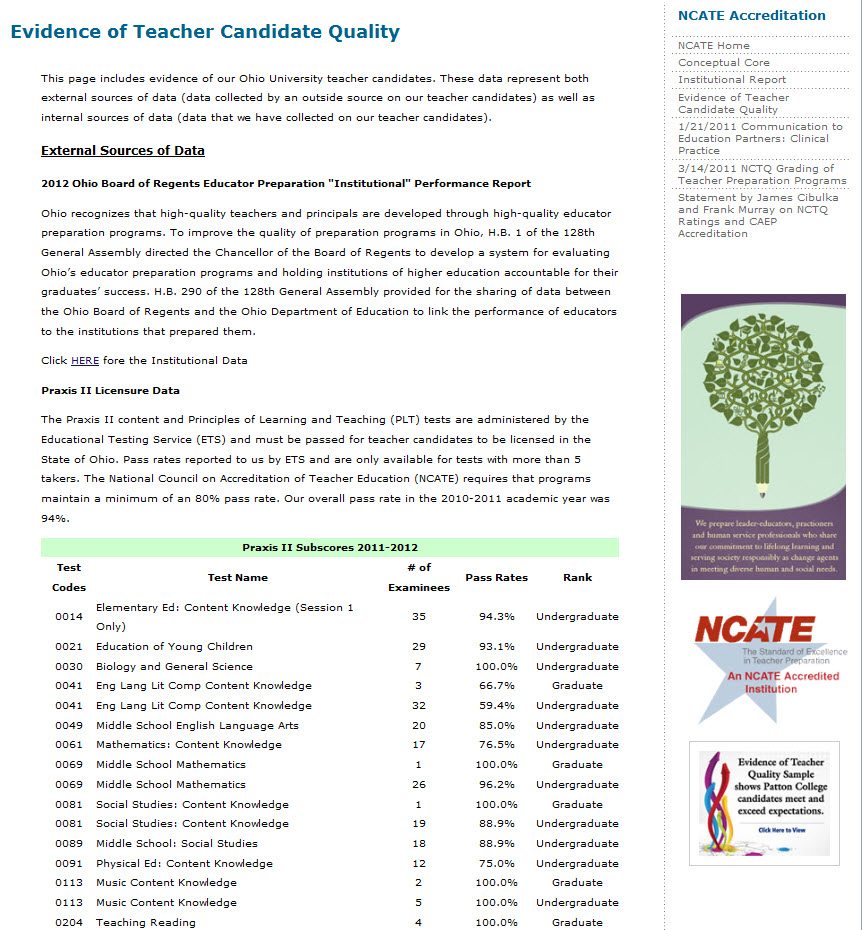 Evidence of Teacher Candidate Quality
This page includes evidence of our Ohio University teacher candidates. These data represent both
external sources of data (data collected by an outside source on our teacher candidates) as well as
internal sources of data (data that we have collected on our teacher candidates).
External Sources of Data
2012 Ohio Board of Regents Educator Preparation "Institutional" Performance Report
Ohio recognizes that high-quality teachers and principals are developed through high-quality educator
preparation programs. To improve the quality of preparation programs in Ohio, H.B. 1 of the 128th
General Assembly directed the Chancellor of the Board of Regents to develop a system for evaluating
Ohio's educator preparation programs and holding institutions of higher education accountable for their
graduates' success. H.B. 290 of the 128th General Assembly provided for the sharing of data between
the Ohio Board of Regents and the Ohio Department of Education to link the performance of educators
to the institutions that prepared them.
Click HERE fore the Institutional Data
Praxis II Licensure Data
The Praxis II content and Principles of Learning and Teaching (PLT) tests are administered by the
Educational Testing Service (ETS) and must be passed for teacher candidates to be licensed in the
State of Ohio. Pass rates reported to us by ETS and are only available for tests with more than 5
takers. The National Council on Accreditation of Teacher Education (NCATE) requires that programs
maintain a minimum of an 80% pass rate. Our overall pass rate in the 2010-2011 academic year was
94%.
Praxis II Subscores 2011-2012
Test Codes Test Name # of Examinees Pass Rates Rank
0014 Elementary Ed: Content Knowledge (Session 1 Only) 35 94.3% Undergraduate
0021 Education of Young Children 29 93.1% Undergraduate
0030 Biology and General Science 7 100.0% Undergraduate
0041 Eng Lang Lit Comp Content Knowledge 3 66.7% Graduate
0041 Eng Lang Lit Comp Content Knowledge 32 59.4% Undergraduate
0049 Middle School English Language Arts 20 85.0% Undergraduate
0061 Mathematics: Content Knowledge 17 76.5% Undergraduate
0069 Middle School Mathematics 1 100.0% Graduate
0069 Middle School Mathematics 26 96.2% Undergraduate
0081 Social Studies: Content Knowledge 1 100.0% Graduate
0081 Social Studies: Content Knowledge 19 88.9% Undergraduate
0089 Middle School: Social Studies 18 88.9% Undergraduate
0091 Physical Ed: Content Knowledge 12 75.0% Undergraduate
0113 Music Content Knowledge 2 100.0% Graduate
0113 Music Content Knowledge 5 100.0% Undergraduate
0204 Teaching Reading 4 100.0% Graduate
NCATE Accreditation
NCATE Home
Conceptual Core
Institutional Report
Evidence of Teacher
Candidate Quality
1/21/2011 Communication to
Education Partners: Clinical
Practice
3/14/2011 NCTQ Grading of
Teacher Preparation Programs
Statement by James Cibulka
and Frank Murray on NCTQ
Ratings and CAEP
Accreditation
We prepare leader-educators, practioners
and human service professionals who share
our commitment to lifelong learning and
serving society responsibly as change agents
in meeting diverse human and social needs.
NCATE
The Standard of Excellence
in Teacher Preparation
An NCATE Accredited
Institution
Evidence of Teacher
Quality Sample
shows Patton College
candidates meet and
exceed expectations.
Click Here to View